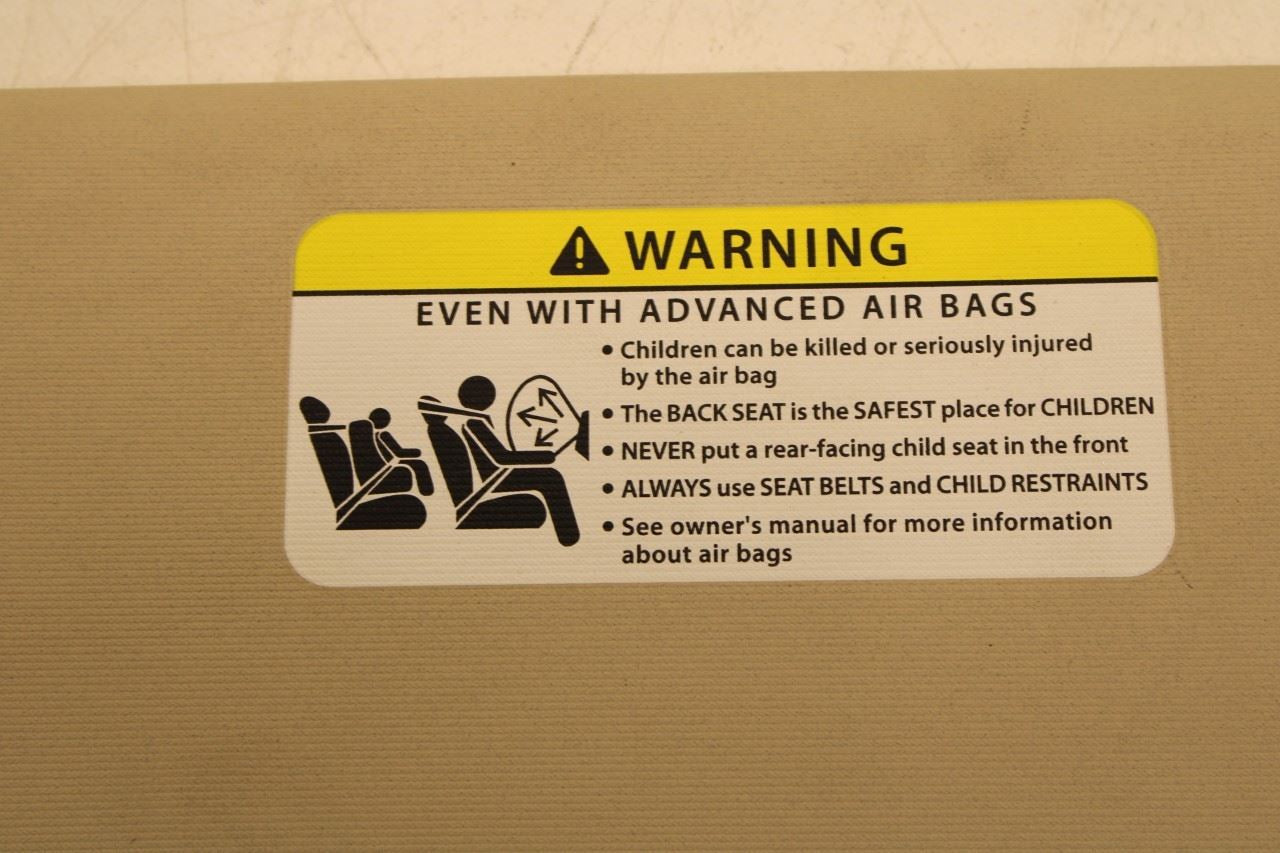 WARNING
EVEN WITH ADVANCED AIR BAGS
• Children can be killed or seriously injured
by the air bag
• The BACK SEAT is the SAFEST place for CHILDREN
• NEVER put a rear-facing child seat in the front
• ALWAYS use SEAT BELTS and CHILD RESTRAINTS
• See owner's manual for more information
about air bags